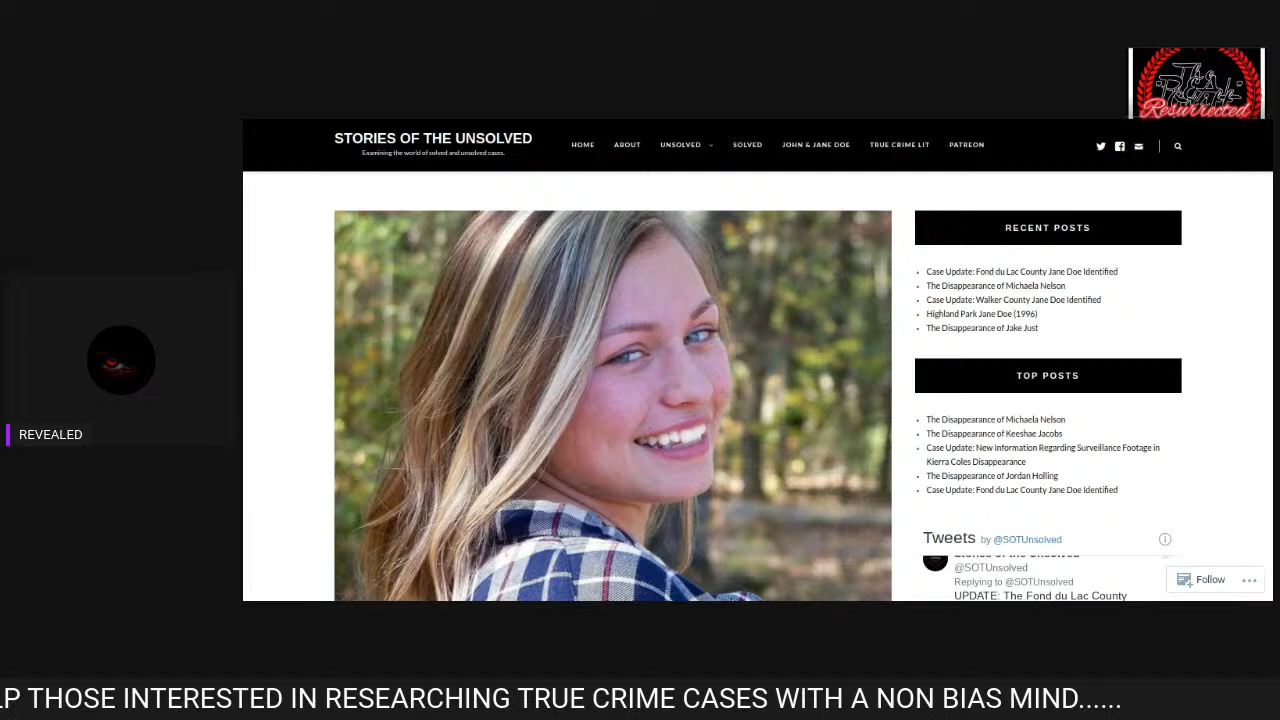 Resurrected
STORIES OF THE UNSOLVED
Examining the world of solved and unsolved cases.
HOME ABOUT UNSOLVED SOLVED JOHN & JANE DOE TRUE CRIME LIT PATREON
RECENT POSTS
Case Update: Fond du Lac County Jane Doe Identified
The Disappearance of Michaela Nelson
Case Update: Walker County Jane Doe Identified
Highland Park Jane Doe (1996)
The Disappearance of Jake Just
TOP POSTS
The Disappearance of Michaela Nelson
The Disappearance of Keeshae Jacobs
Case Update: New Information Regarding Surveillance Footage in
Kierra Coles Disappearance
The Disappearance of Jordan Holling
Case Update: Fond du Lac County Jane Doe Identified
Tweets by @SOTUnsolved
Stories of the Unsolved
@SOTUnsolved
Replying to @SOTUnsolved
UPDATE: The Fond du Lac County
Follow
REVEALED
LP THOSE INTERESTED IN RESEARCHING TRUE CRIME CASES WITH A NON BIAS MIND......